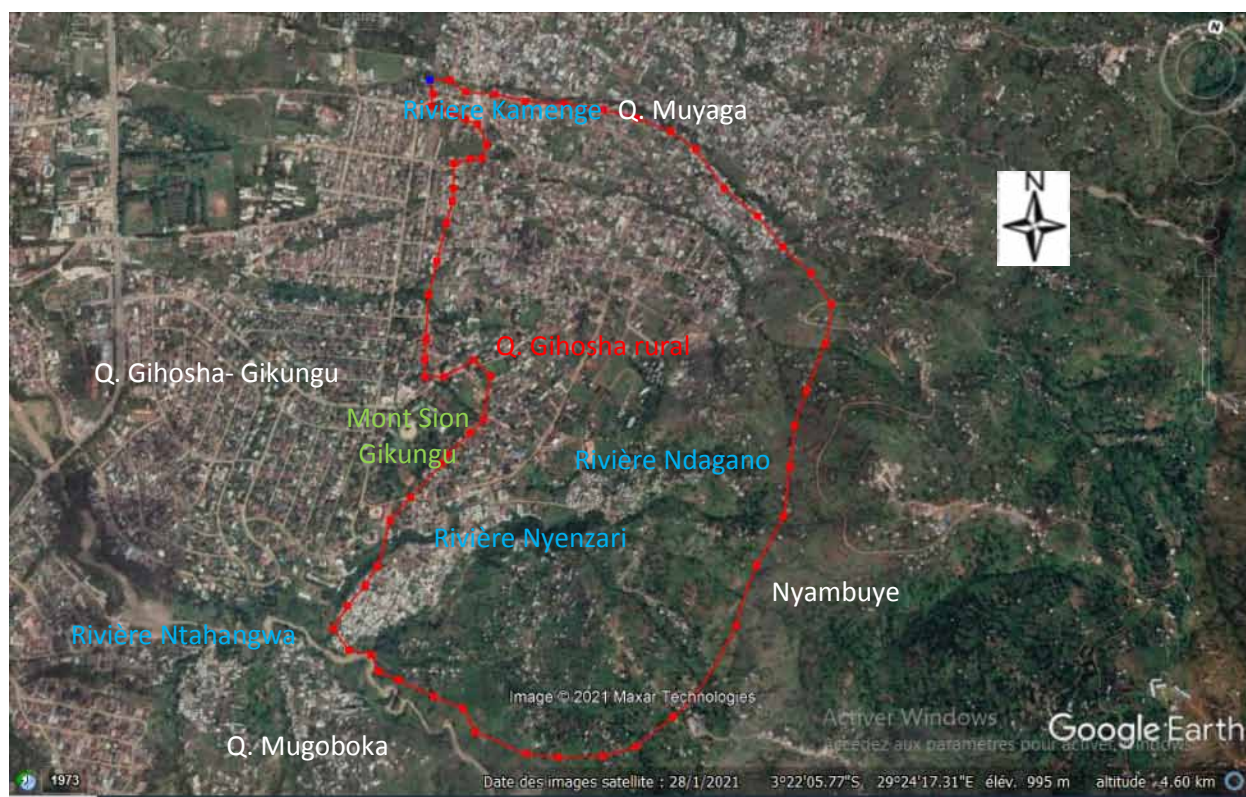 N
Rivière Kamenge
Q. Muyaga
N
Q. Gihosha rural
Q. Gihosha- Gikungu
Mont Sion
Gikungu
Rivière Ndagano
Rivière Nyenzari
Nyambuye
Rivière Ntahangwa
Image © 2021 Maxar Technologies
Activer Windows
Accédez aux paramètres pour activer Windows.
Google Earth
Q. Mugoboka
1973
Date des images satellite : 28/1/2021 3°22'05.77"S 29°24'17.31"E élév. 995 m altitude 4.60 km